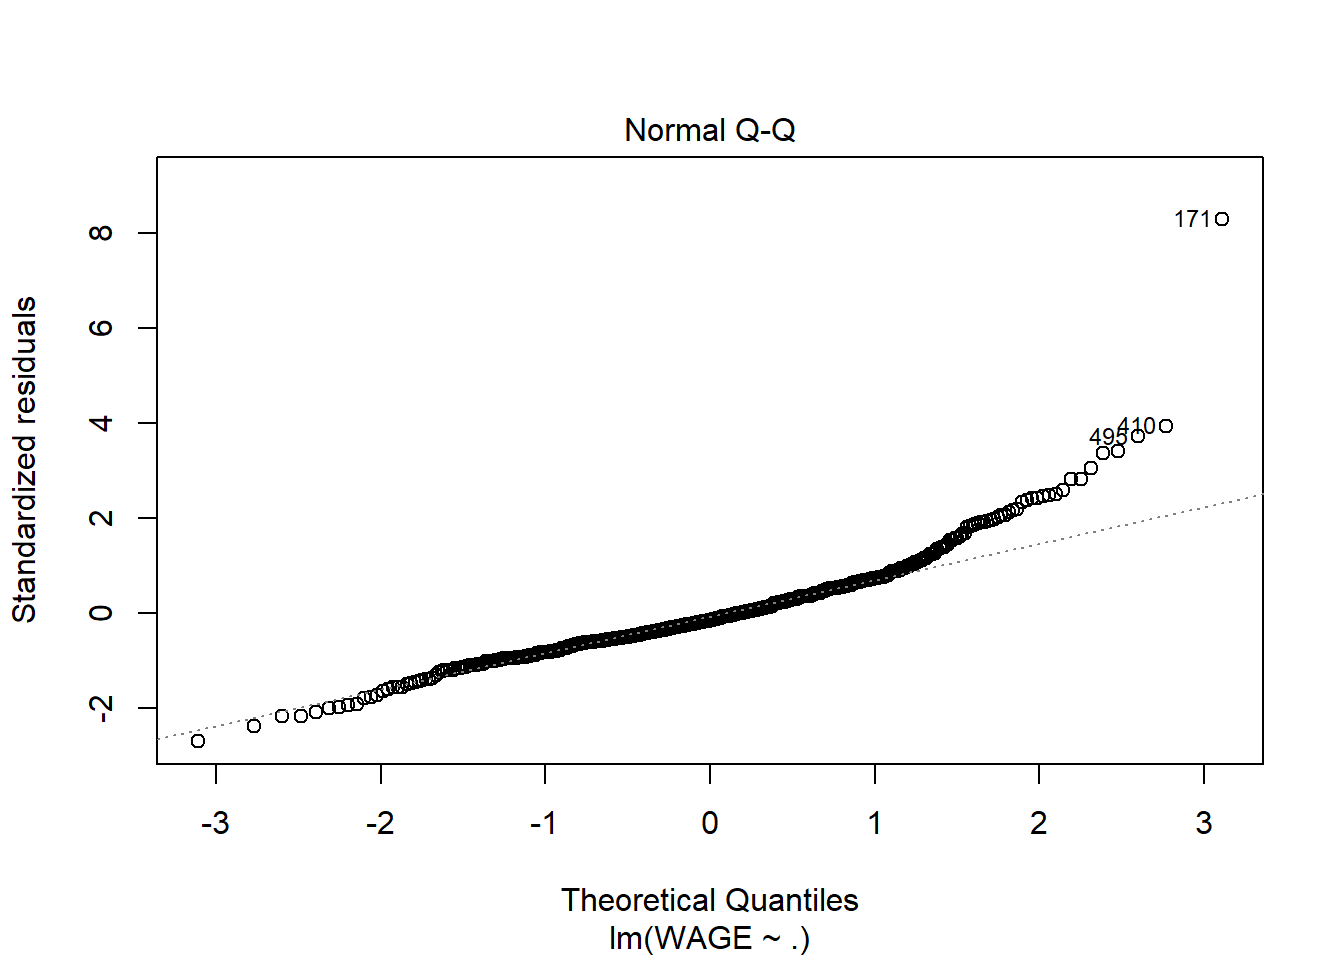 Normal Q-Q
Standardized residuals
8
6
4
2
0
-2
171
410
495
-3 -2 -1 0 1 2 3
Theoretical Quantiles
lm(WAGE ~ .)